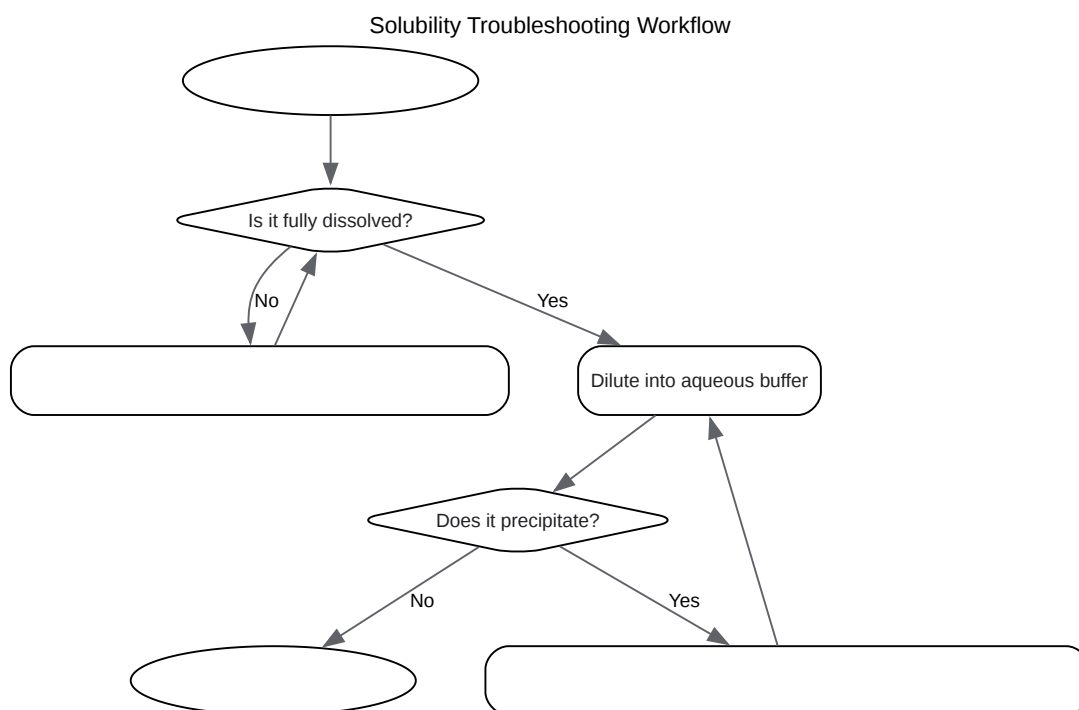 Solubility Troubleshooting Workflow
Is it fully dissolved?
No
Yes
Dilute into aqueous buffer
Does it precipitate?
No
Yes